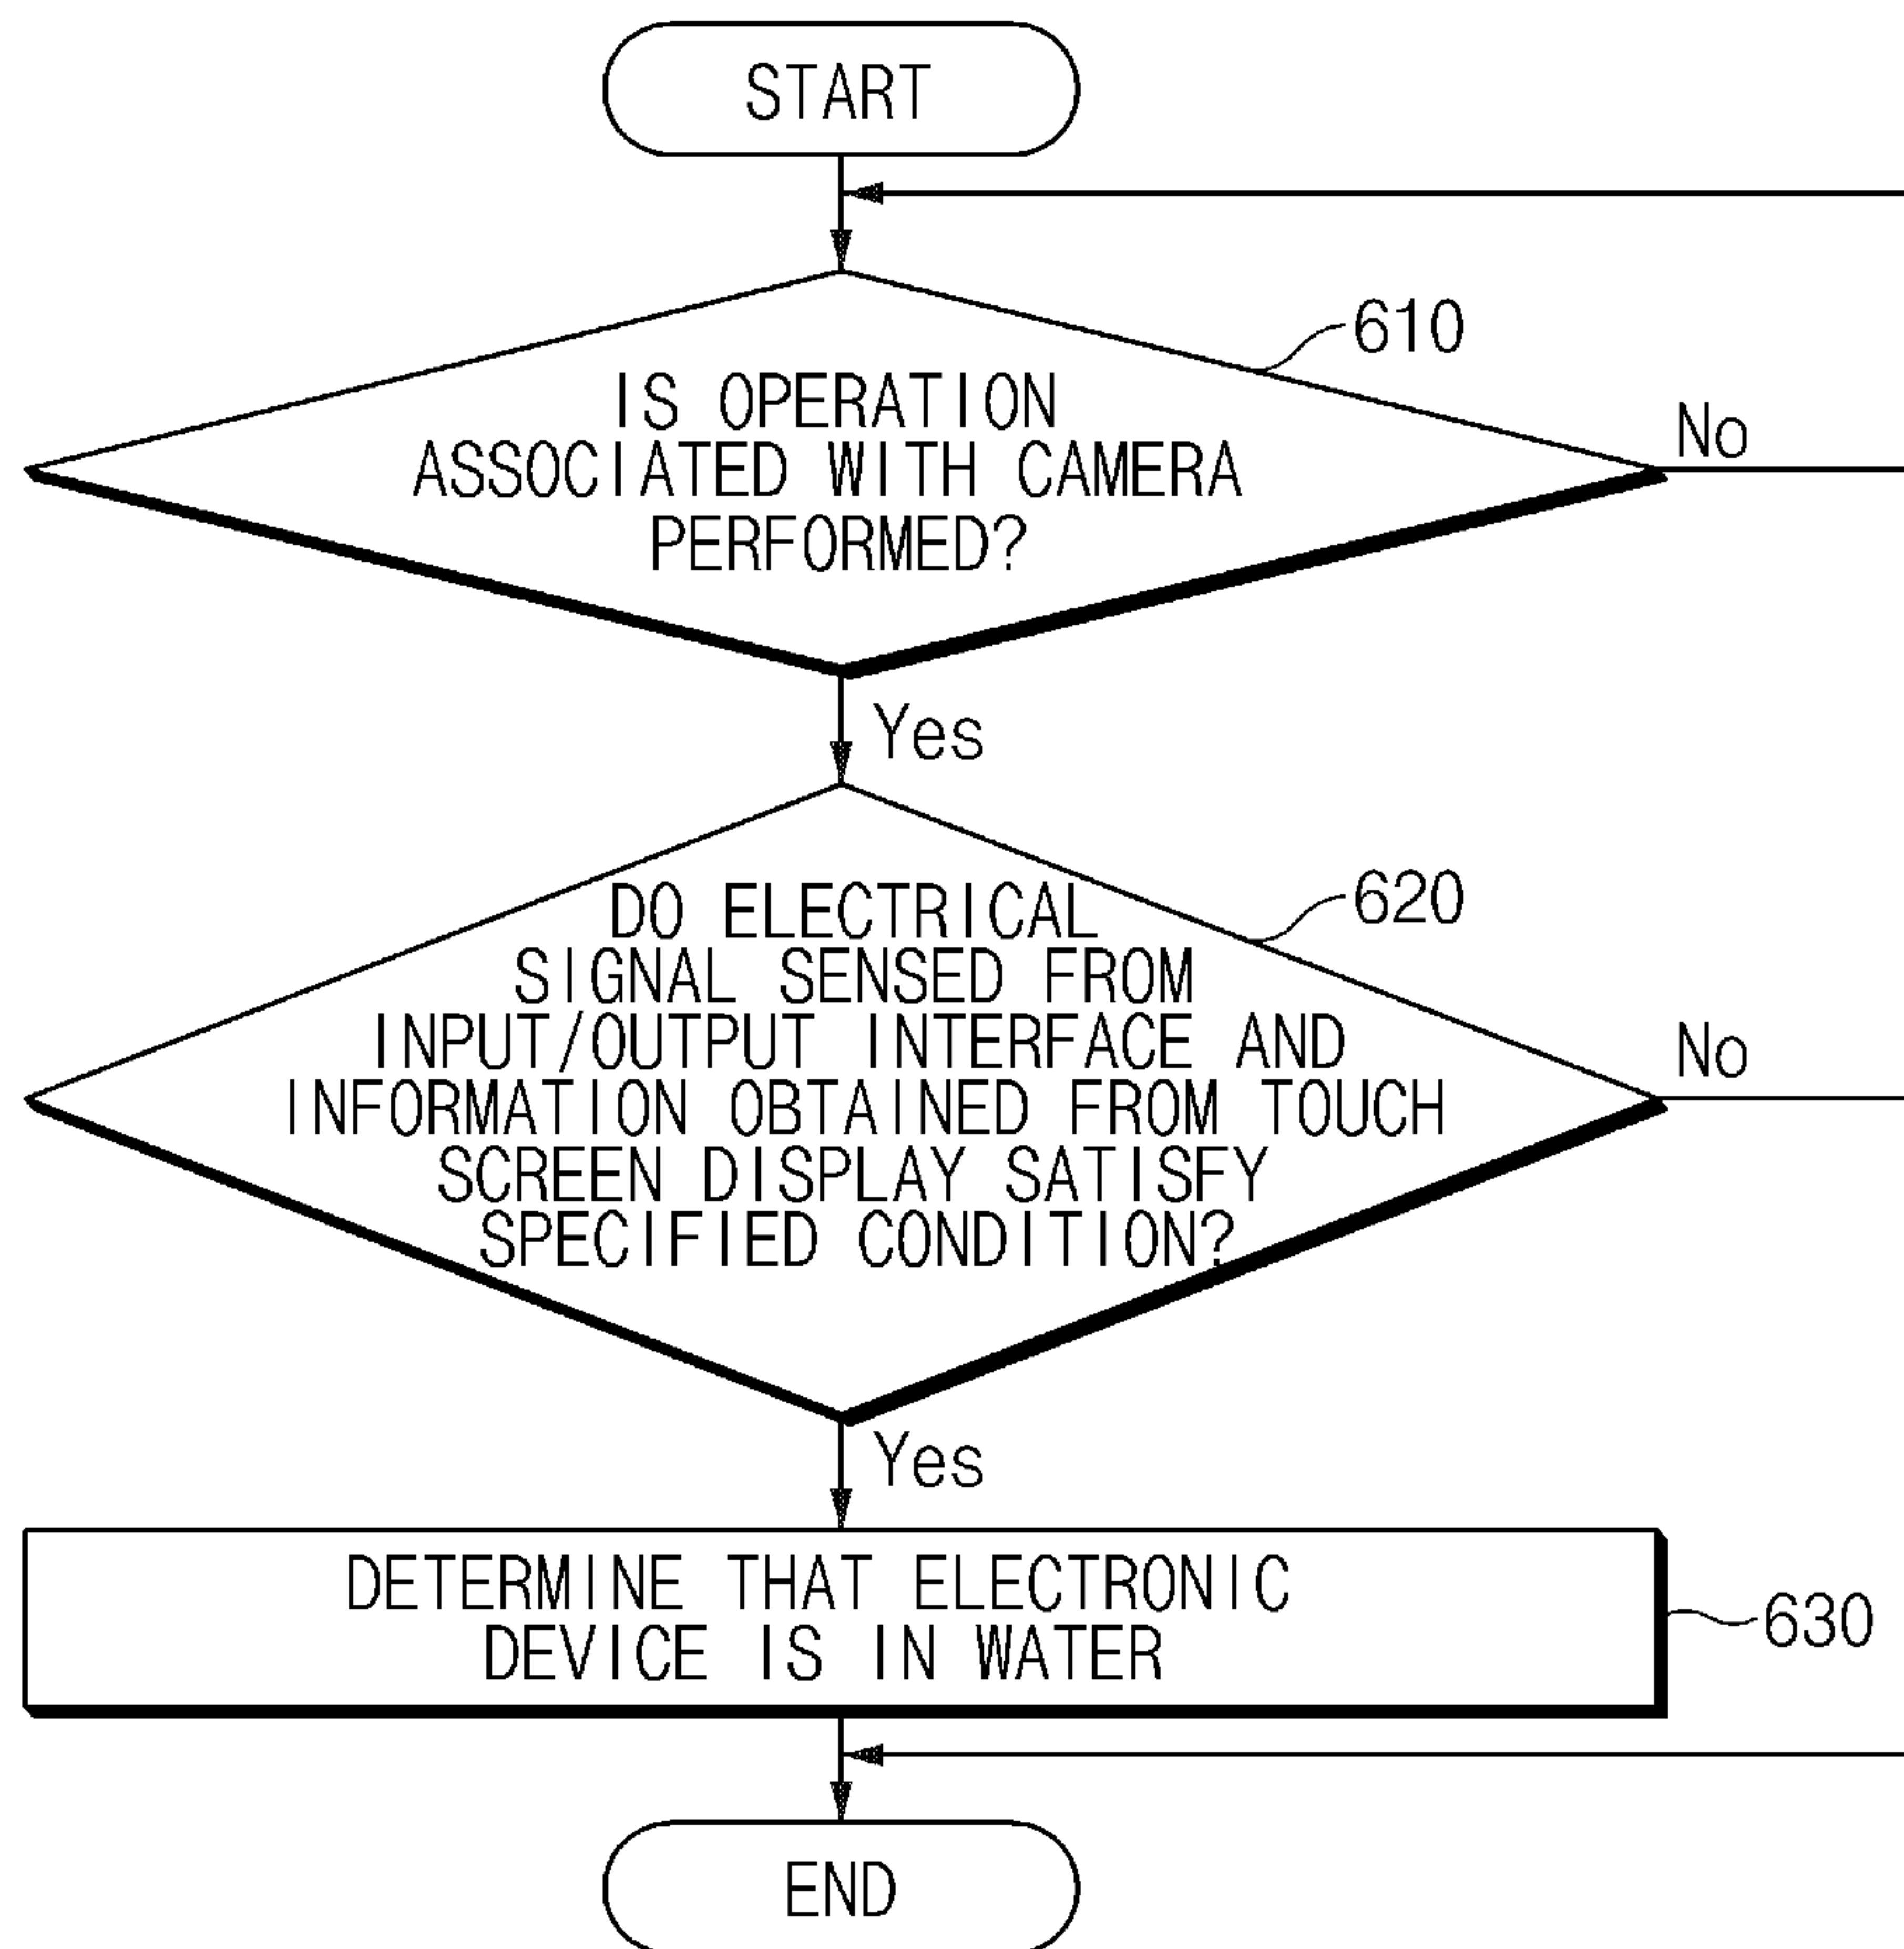 START
610
IS OPERATION
ASSOCIATED WITH CAMERA
PERFORMED?
No
Yes
620
DO ELECTRICAL
SIGNAL SENSED FROM
INPUT/OUTPUT INTERFACE AND
INFORMATION OBTAINED FROM TOUCH
SCREEN DISPLAY SATISFY
SPECIFIED CONDITION?
No
Yes
DETERMINE THAT ELECTRONIC
DEVICE IS IN WATER
630
END